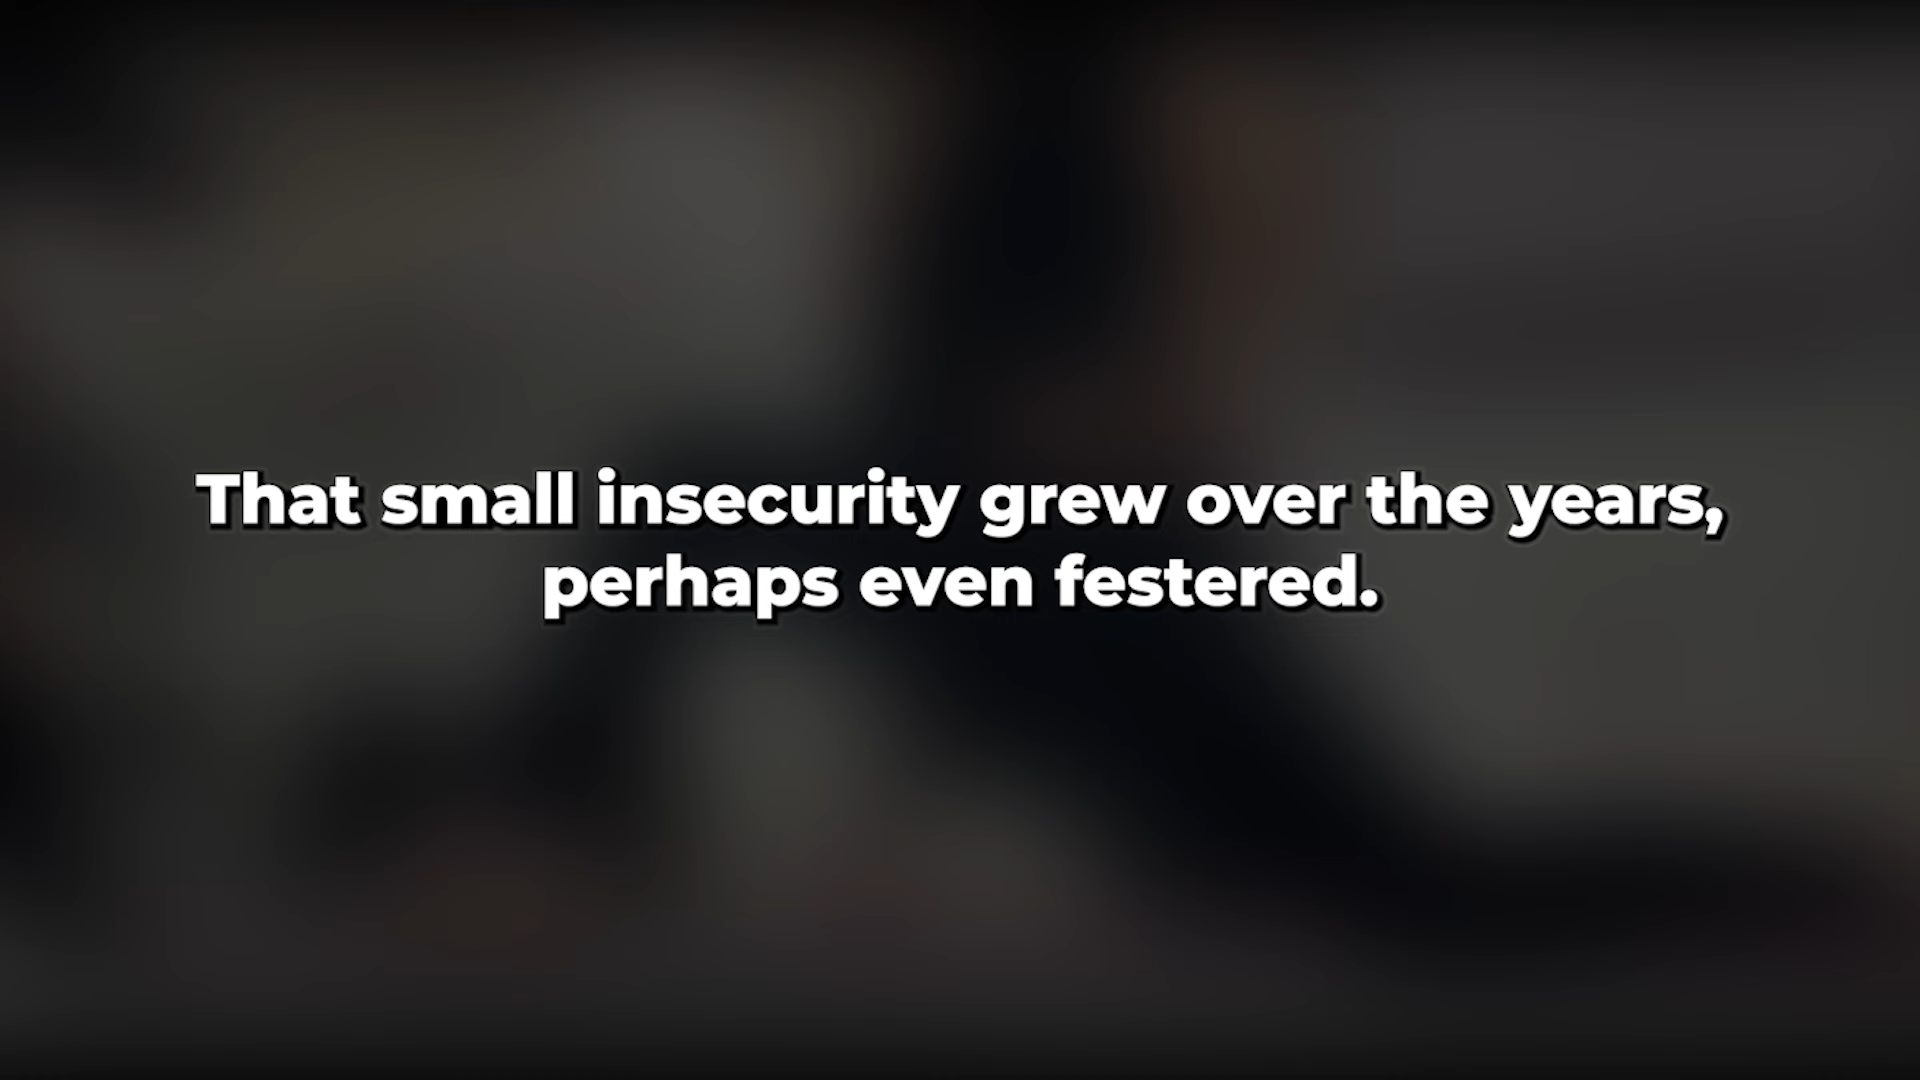 That small insecurity grew over the years,
perhaps even festered.